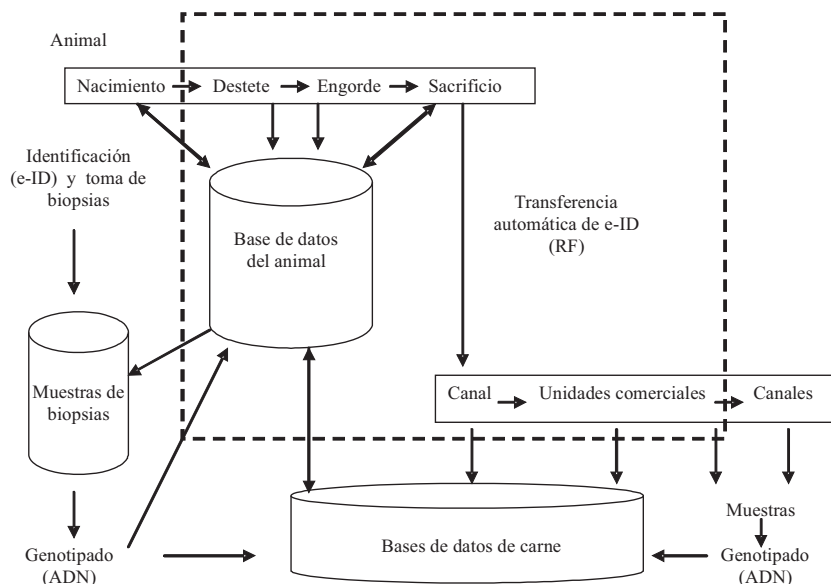 Animal
Nacimiento Destete Engorde Sacrificio
Identificación
(e-ID) y toma de
biopsias
Base de datos
del animal
Transferencia
automática de e-ID
(RF)
Muestras de
biopsias
Canal Unidades comerciales Canales
Muestras
Genotipado
(ADN)
Bases de datos de carne
Genotipado
(ADN)